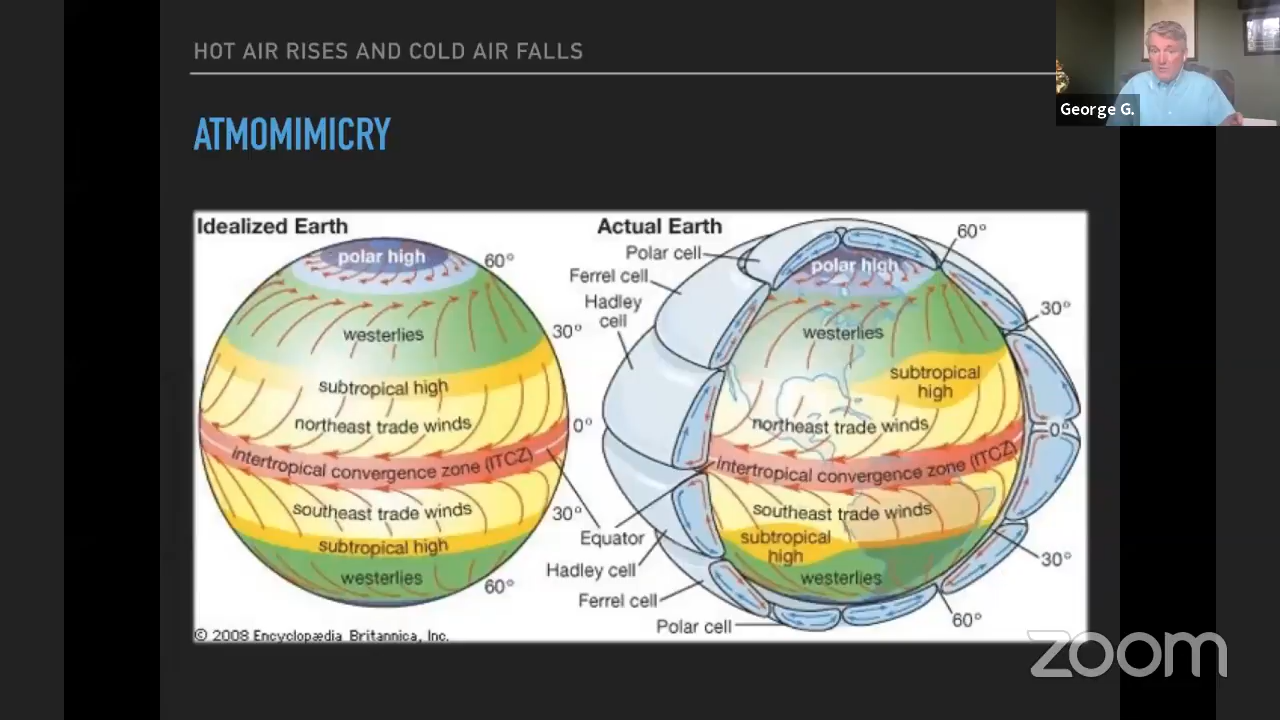 HOT AIR RISES AND COLD AIR FALLS
George G.
ATMOMIMICRY
Idealized Earth
polar high
60°
30°
westerlies
subtropical high
northeast trade winds
0°
intertropical convergence zone (ITCZ)
southeast trade winds
30°
subtropical high
westerlies
60°
© 2008 Encyclopædia Britannica, Inc.
Actual Earth
60°
Polar cell
Ferrel cell
Hadley
cell
polar high
30°
westerlies
subtropical
high
northeast trade winds
0°
intertropical convergence zone (ITCZ)
southeast trade winds
Equator
subtropical
high
30°
Hadley cell
westerlies
Ferrel cell
60°
Polar cell
zoom